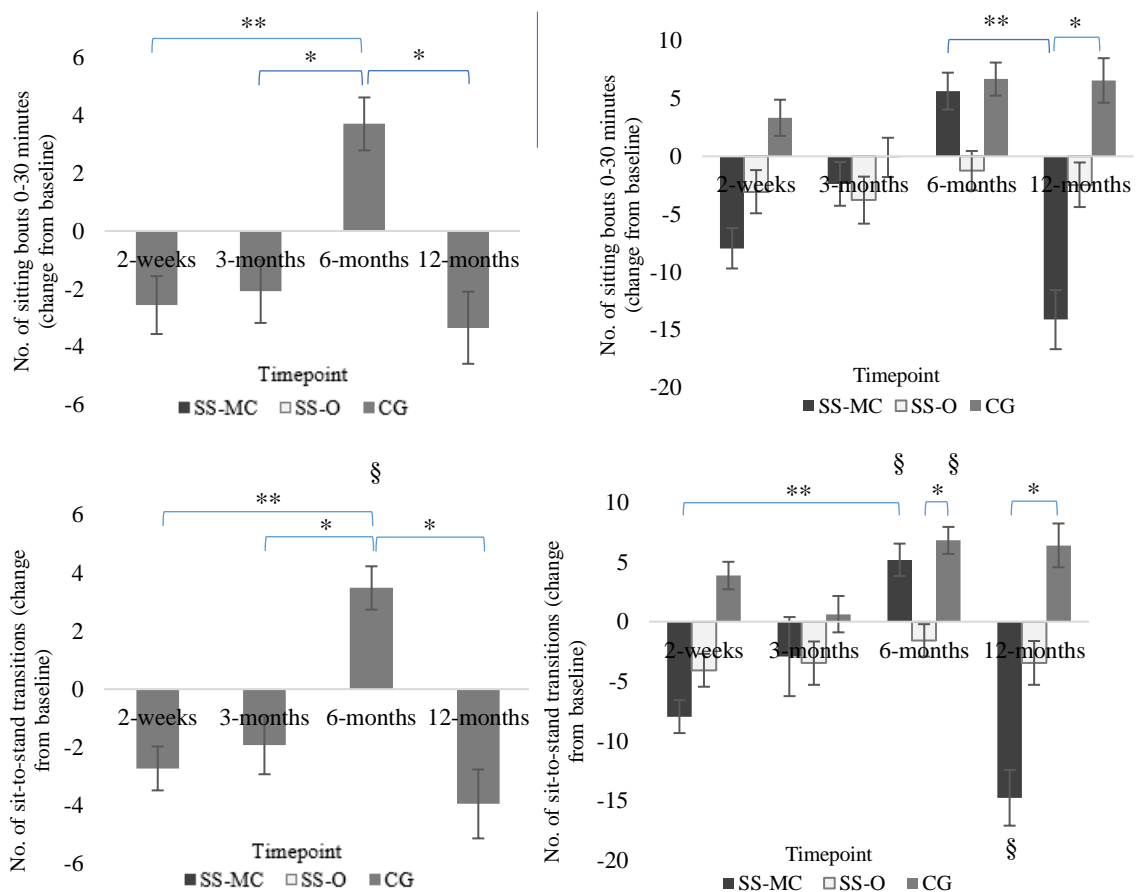 No. of sitting bouts 0-30 minutes
(change from baseline)
6
4
2
0
-2
-4
-6
**
*
*
2-weeks 3-months 6-months 12-months
Timepoint
SS-MC SS-O CG
No. of sitting bouts 0-30 minutes
(change from baseline)
10
5
0
-5
-10
-15
-20
**
*
2-weeks 3-months 6-months 12-months
Timepoint
SS-MC SS-O CG
No. of sit-to-stand transitions (change
from baseline)
6
4
2
0
-2
-4
-6
§
**
*
*
2-weeks 3-months 6-months 12-months
Timepoint
SS-MC SS-O CG
No. of sit-to-stand transitions (change
from baseline)
10
5
0
-5
-10
-15
-20
§ §
**
*
*
2-weeks 3-months 6-months 12-months
§
Timepoint
SS-MC SS-O CG